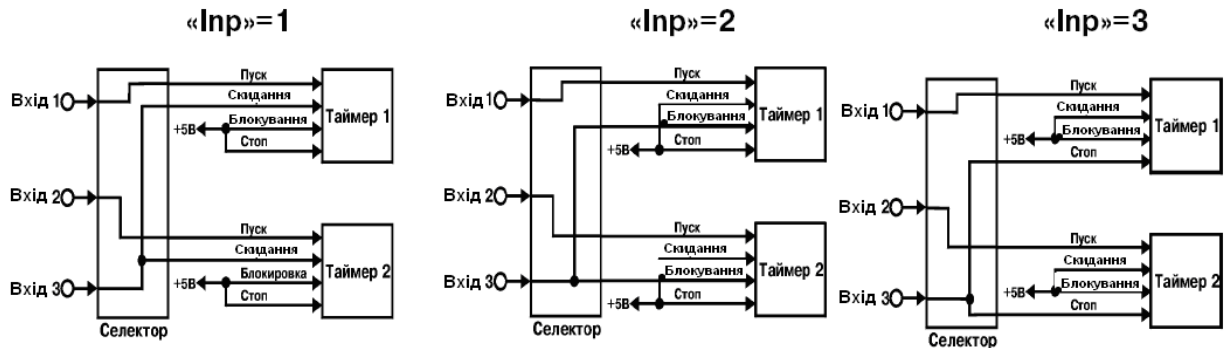 «Inp»=1
Вхід 1
Вхід 2
Вхід 3
Селектор
Пуск
Скидання
Блокування
+5В
Стоп
Таймер 1
Пуск
Скидання
Блокировка
+5В
Стоп
Таймер 2
«Inp»=2
Вхід 1
Вхід 2
Вхід 3
Селектор
Пуск
Скидання
Блокування
+5В
Стоп
Таймер 1
Пуск
Скидання
Блокування
+5В
Стоп
Таймер 2
«Inp»=3
Вхід 1
Вхід 2
Вхід 3
Селектор
Пуск
Скидання
Блокування
+5В
Стоп
Таймер 1
Пуск
Скидання
Блокування
+5В
Стоп
Таймер 2